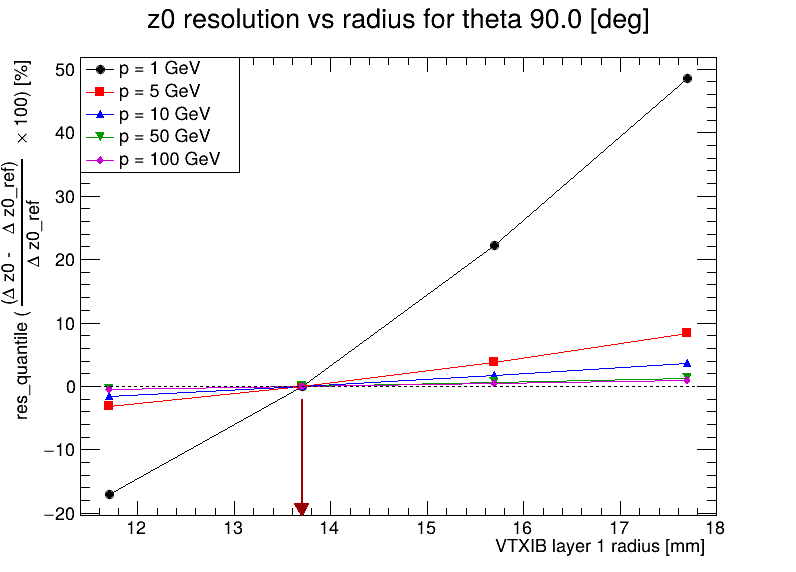 z0 resolution vs radius for theta 90.0 [deg]
res_quantile ( (Δ z0 - Δ z0_ref) / Δ z0_ref × 100) [%]
p = 1 GeV
p = 5 GeV
p = 10 GeV
p = 50 GeV
p = 100 GeV
50
40
30
20
10
0
−10
−20
12 13 14 15 16 17 18
VTXIB layer 1 radius [mm]